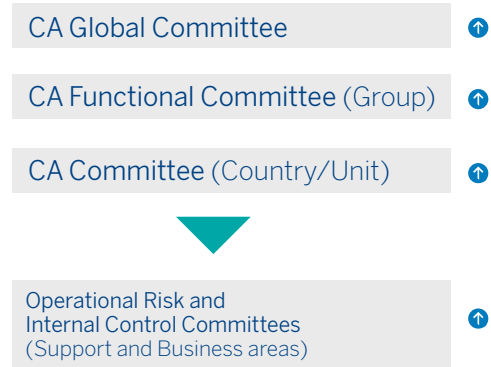 CA Global Committee
CA Functional Committee (Group)
CA Committee (Country/Unit)
Operational Risk and
Internal Control Committees
(Support and Business areas)